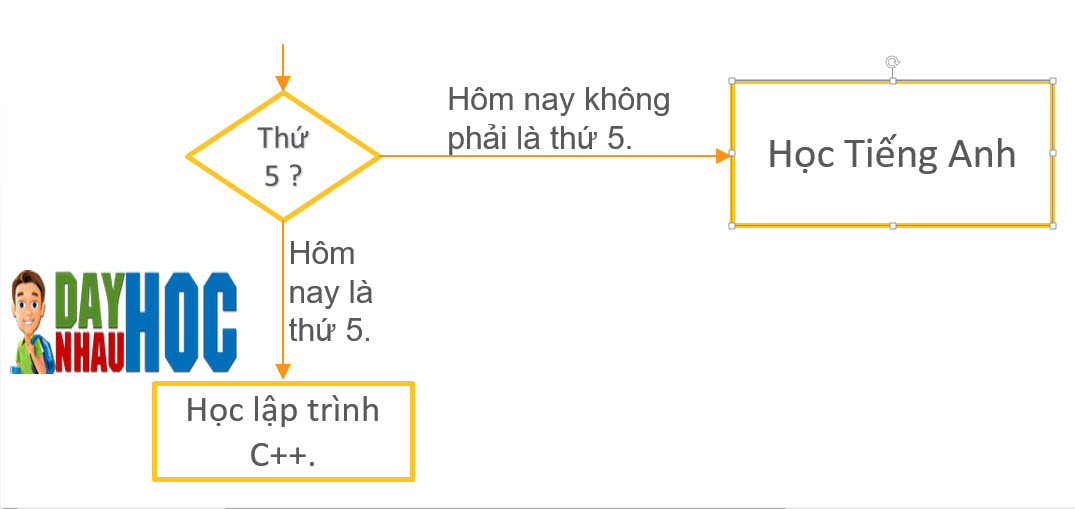 Thứ
5 ?
Hôm nay không
phải là thứ 5.
Học Tiếng Anh
Hôm
nay là
thứ 5.
DAY
NHAU
HOC
Học lập trình
C++.